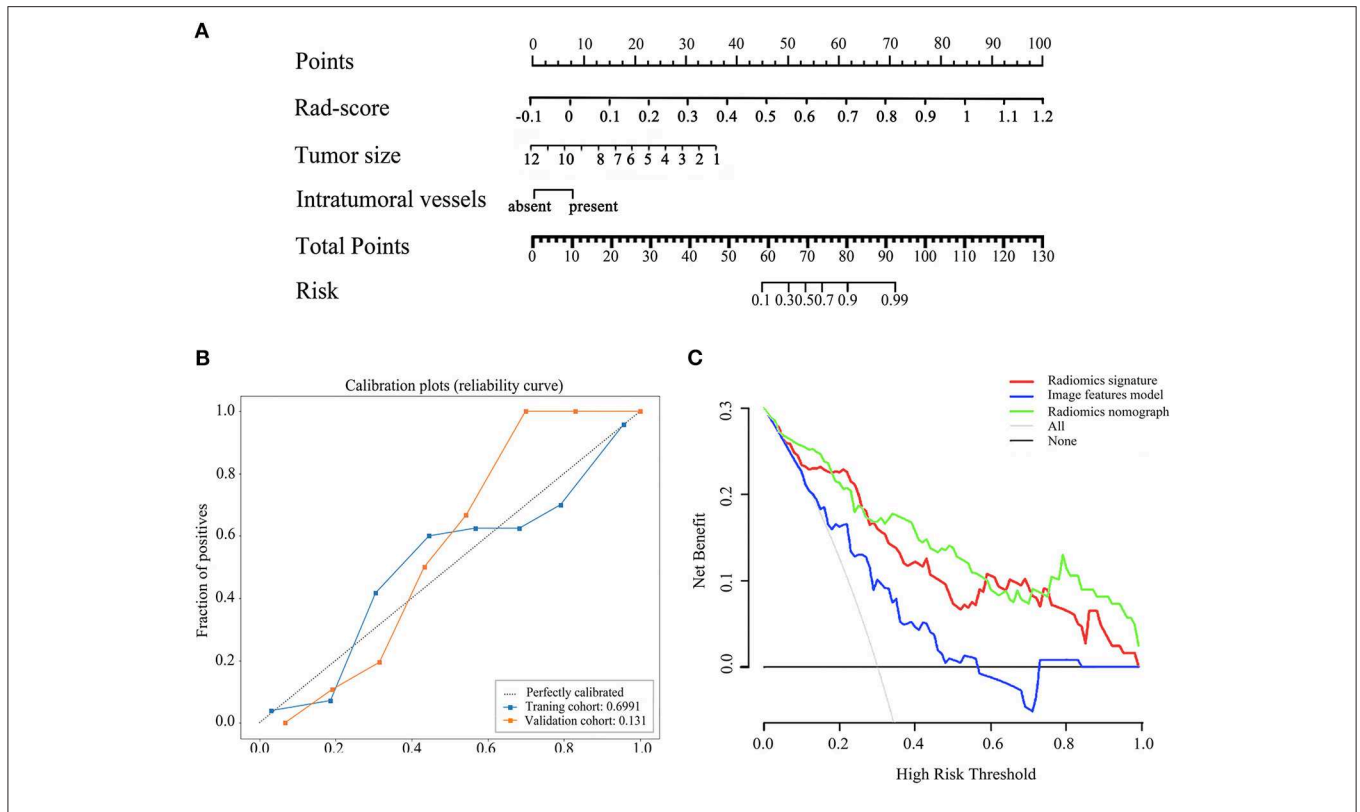 A
Points
0 10 20 30 40 50 60 70 80 90 100
Rad-score
-0.1 0 0.1 0.2 0.3 0.4 0.5 0.6 0.7 0.8 0.9 1 1.1 1.2
Tumor size
12 10 8 7 6 5 4 3 2 1
Intratumoral vessels
absent present
Total Points
0 10 20 30 40 50 60 70 80 90 100 110 120 130
Risk
0.1 0.30.50.7 0.9 0.99
B
Calibration plots (reliability curve)
Fraction of positives
1.0
0.8
0.6
0.4
0.2
0.0
Perfectly calibrated
Traning cohort: 0.6991
Validation cohort: 0.131
0.0 0.2 0.4 0.6 0.8 1.0
C
Radiomics signature
Image features model
Radiomics nomograph
All
None
Net Benefit
0.3
0.2
0.1
0.0
0.0 0.2 0.4 0.6 0.8 1.0
High Risk Threshold